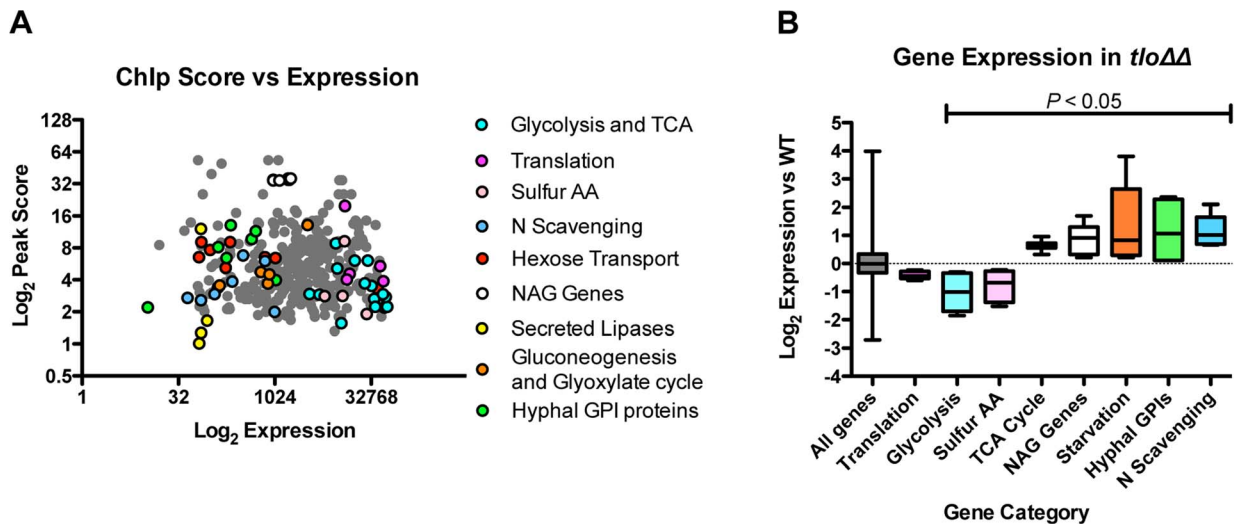 A
ChIp Score vs Expression
Log2 Peak Score
128
64
32
16
8
4
2
1
0.5
1
32
1024
32768
Log2 Expression
Glycolysis and TCA
Translation
Sulfur AA
N Scavenging
Hexose Transport
NAG Genes
Secreted Lipases
Gluconeogenesis
and Glyoxylate cycle
Hyphal GPI proteins
B
Gene Expression in tloΔΔ
P < 0.05
Log2 Expression vs WT
5
4
3
2
1
0
-1
-2
-3
-4
All genes
Translation
Glycolysis
Sulfur AA
TCA Cycle
NAG Genes
Starvation
Hyphal GPIs
N Scavenging
Gene Category